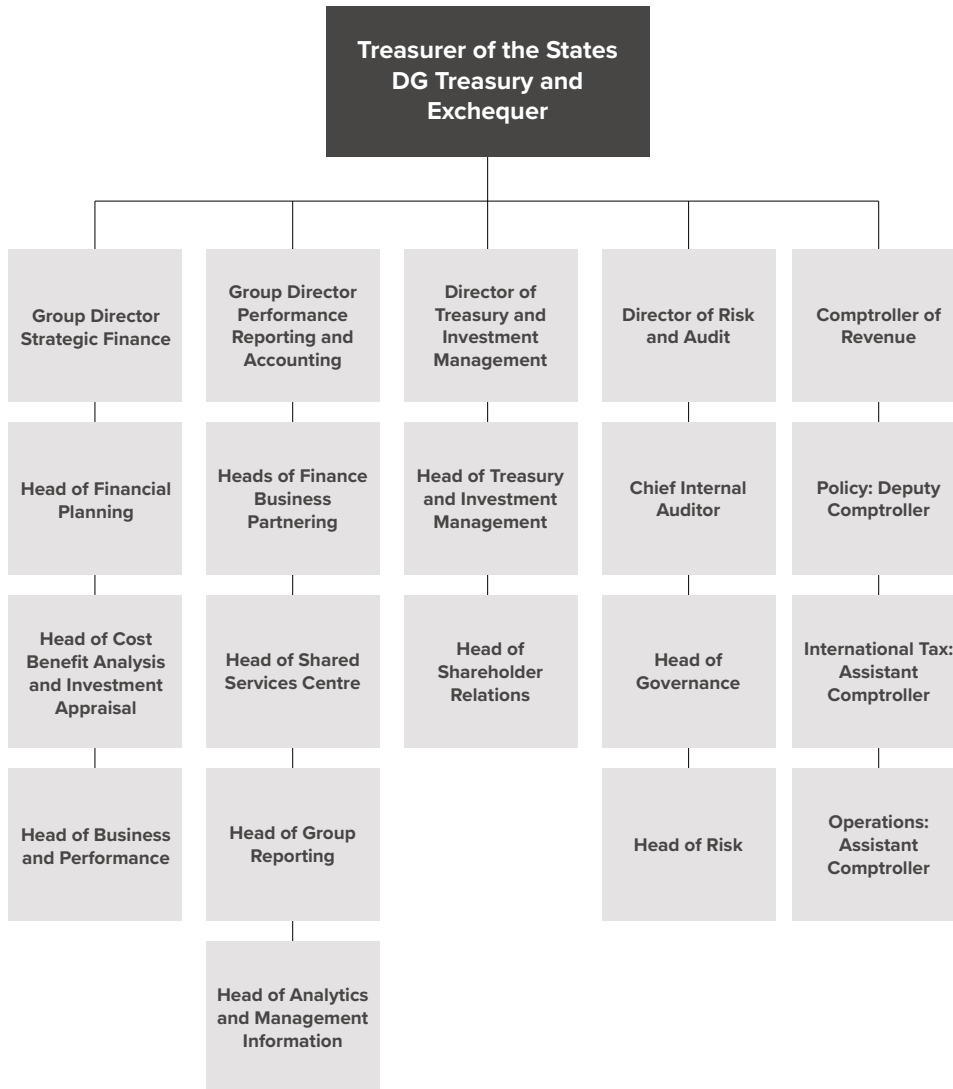 Treasurer of the States
DG Treasury and
Exchequer
Group Director
Strategic Finance
Group Director
Performance
Reporting and
Accounting
Director of
Treasury and
Investment
Management
Director of Risk
and Audit
Comptroller of
Revenue
Head of Financial
Planning
Heads of Finance
Business
Partnering
Head of Treasury
and Investment
Management
Chief Internal
Auditor
Policy: Deputy
Comptroller
Head of Cost
Benefit Analysis
and Investment
Appraisal
Head of Shared
Services Centre
Head of
Shareholder
Relations
Head of
Governance
International Tax:
Assistant
Comptroller
Head of Business
and Performance
Head of Group
Reporting
Head of Risk
Operations:
Assistant
Comptroller
Head of Analytics
and Management
Information